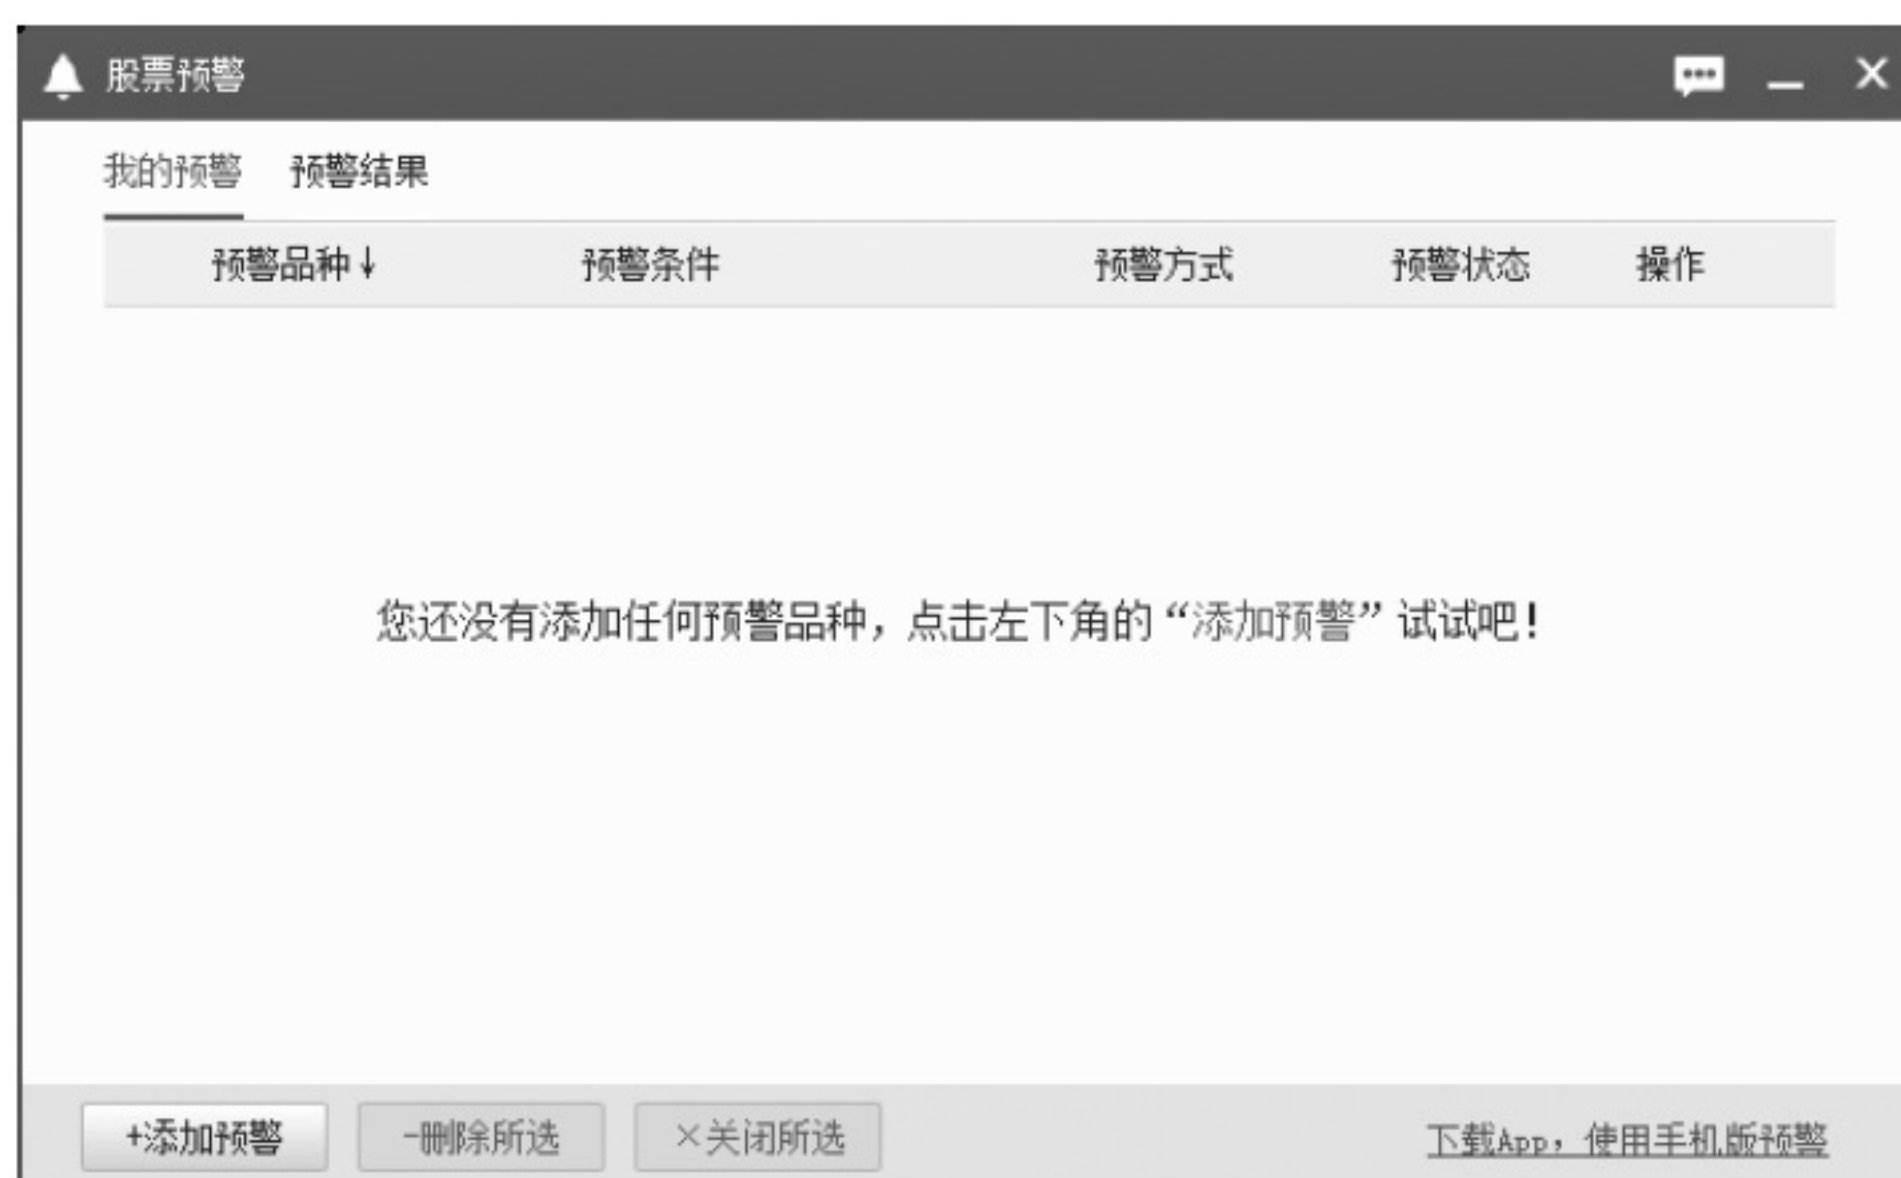 股票预警
我的预警 预警结果
预警品种↓ 预警条件 预警方式 预警状态 操作
您还没有添加任何预警品种，点击左下角的“添加预警”试试吧！
+添加预警 -删除所选 ×关闭所选 下载App，使用手机版预警